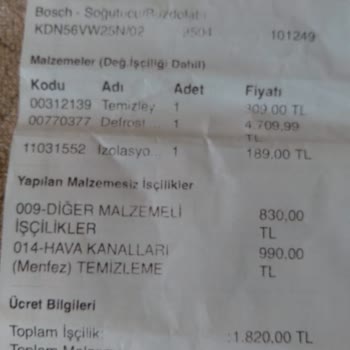 Bosch - Soğutucu/Buzdolabı
KDN56VW25N/02 9504 101249
Malzemeler (Değ.İşçiliği Dahil)
Kodu Adı Adet Fiyatı
00312139 Temizley 1 309,00 TL
00770377 Defrost ... 1 4.709,99
TL
11031552 İzolasyo... 1 189,00 TL
Yapılan Malzemesiz İşçilikler
009-DİĞER MALZEMELİ 830,00
İŞÇİLİKLER TL
014-HAVA KANALLARI 990,00
(Menfez) TEMİZLEME TL
Ücret Bilgileri
Toplam İşçilik: :1.820,00 TL
Toplam